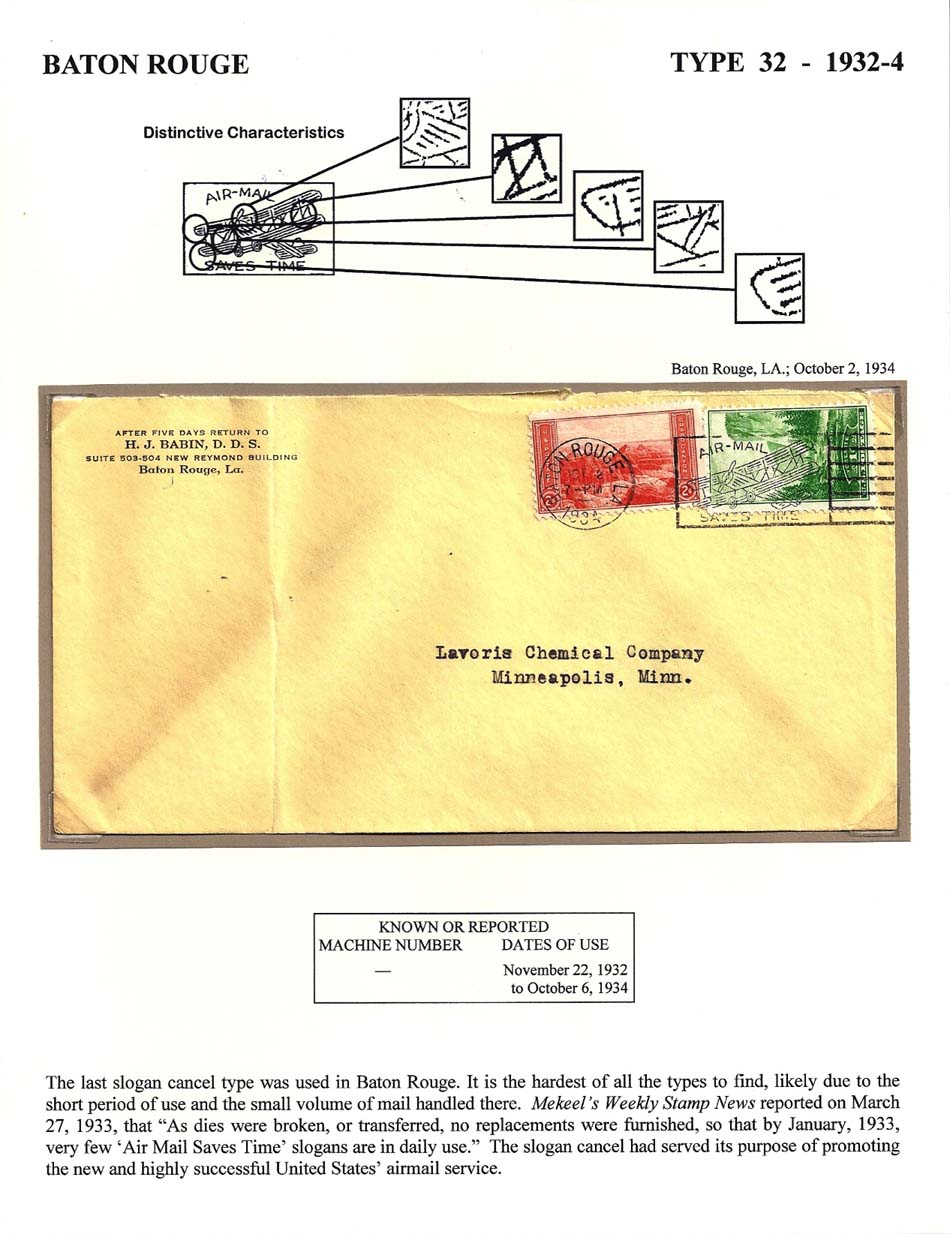 BATON ROUGE
TYPE 32 - 1932-4
Distinctive Characteristics
AIR-MAIL
SAVES TIME
Baton Rouge, LA.; October 2, 1934
AFTER FIVE DAYS RETURN TO
H. J. BABIN, D. D. S.
SUITE 503-504 NEW REYMOND BUILDING
Baton Rouge, La.
ON ROUGE LA
7-PM
1934
AIR-MAIL
SAVES TIME
Lavoris Chemical Company
Minneapolis, Minn.
KNOWN OR REPORTED
MACHINE NUMBER DATES OF USE
— November 22, 1932
to October 6, 1934
The last slogan cancel type was used in Baton Rouge. It is the hardest of all the types to find, likely due to the
short period of use and the small volume of mail handled there. Mekeel's Weekly Stamp News reported on March
27, 1933, that “As dies were broken, or transferred, no replacements were furnished, so that by January, 1933,
very few ‘Air Mail Saves Time’ slogans are in daily use.” The slogan cancel had served its purpose of promoting
the new and highly successful United States’ airmail service.